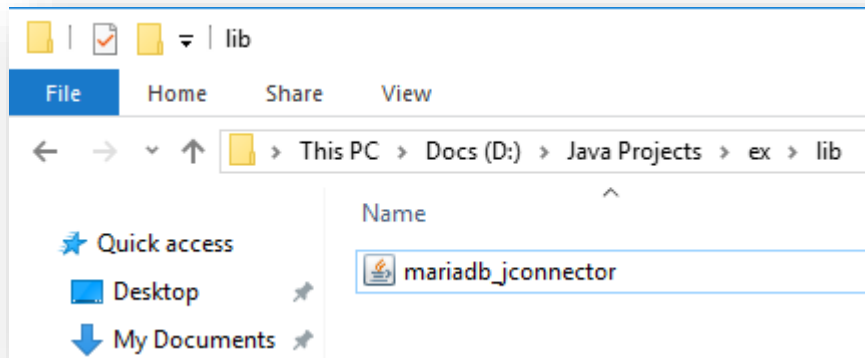 lib
File Home Share View
This PC > Docs (D:) > Java Projects > ex > lib
Name
Quick access
mariadb_jconnector
Desktop
My Documents